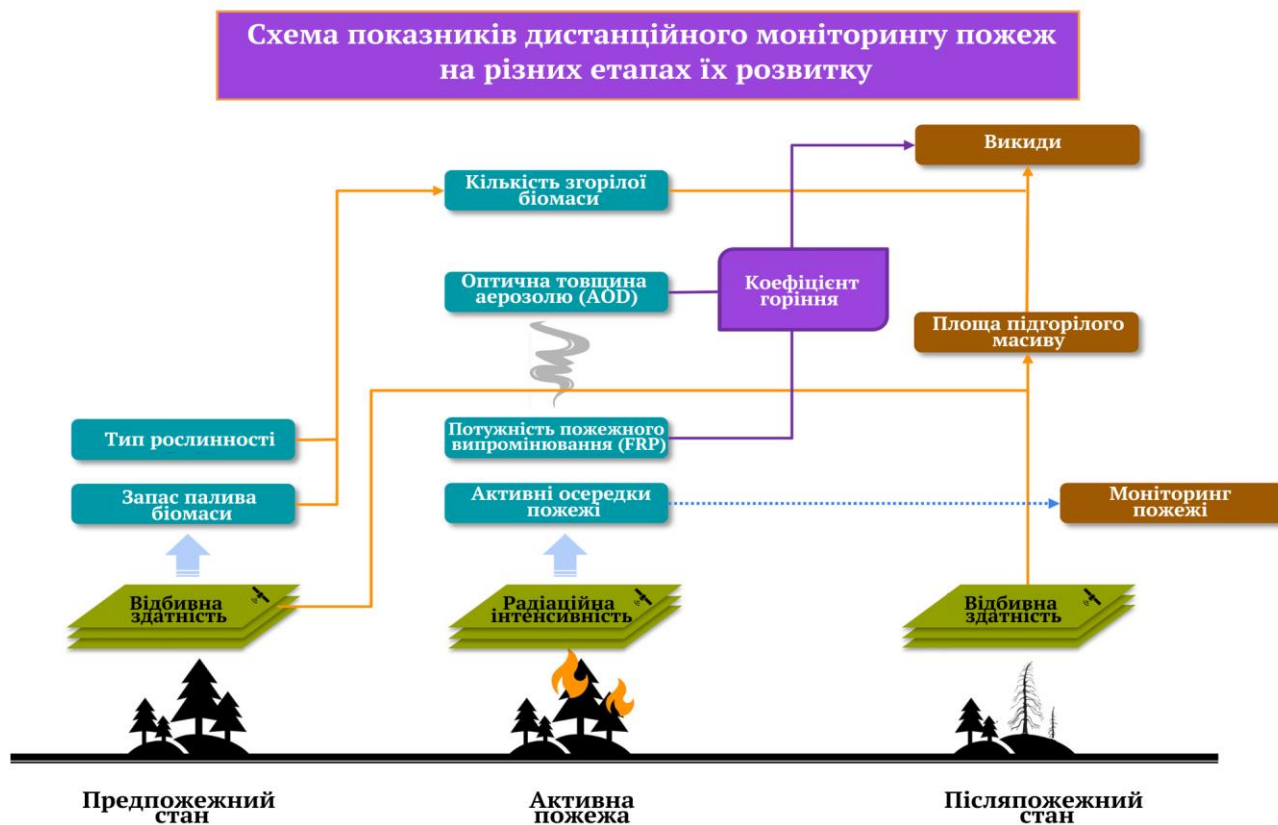 Схема показників дистанційного моніторингу пожеж
на різних етапах їх розвитку
Викиди
Кількість згорілої
біомаси
Оптична товщина
аерозолю (AOD)
Коефіцієнт
горіння
Площа підгорілого
масиву
Тип рослинності
Потужність пожежного
випромінювання (FRP)
Запас палива
біомаси
Активні осередки
пожежі
Моніторинг
пожежі
Відбивна
здатність
Радіаційна
інтенсивність
Відбивна
здатність
Предпожежний
стан
Активна
пожежа
Післяпожежний
стан